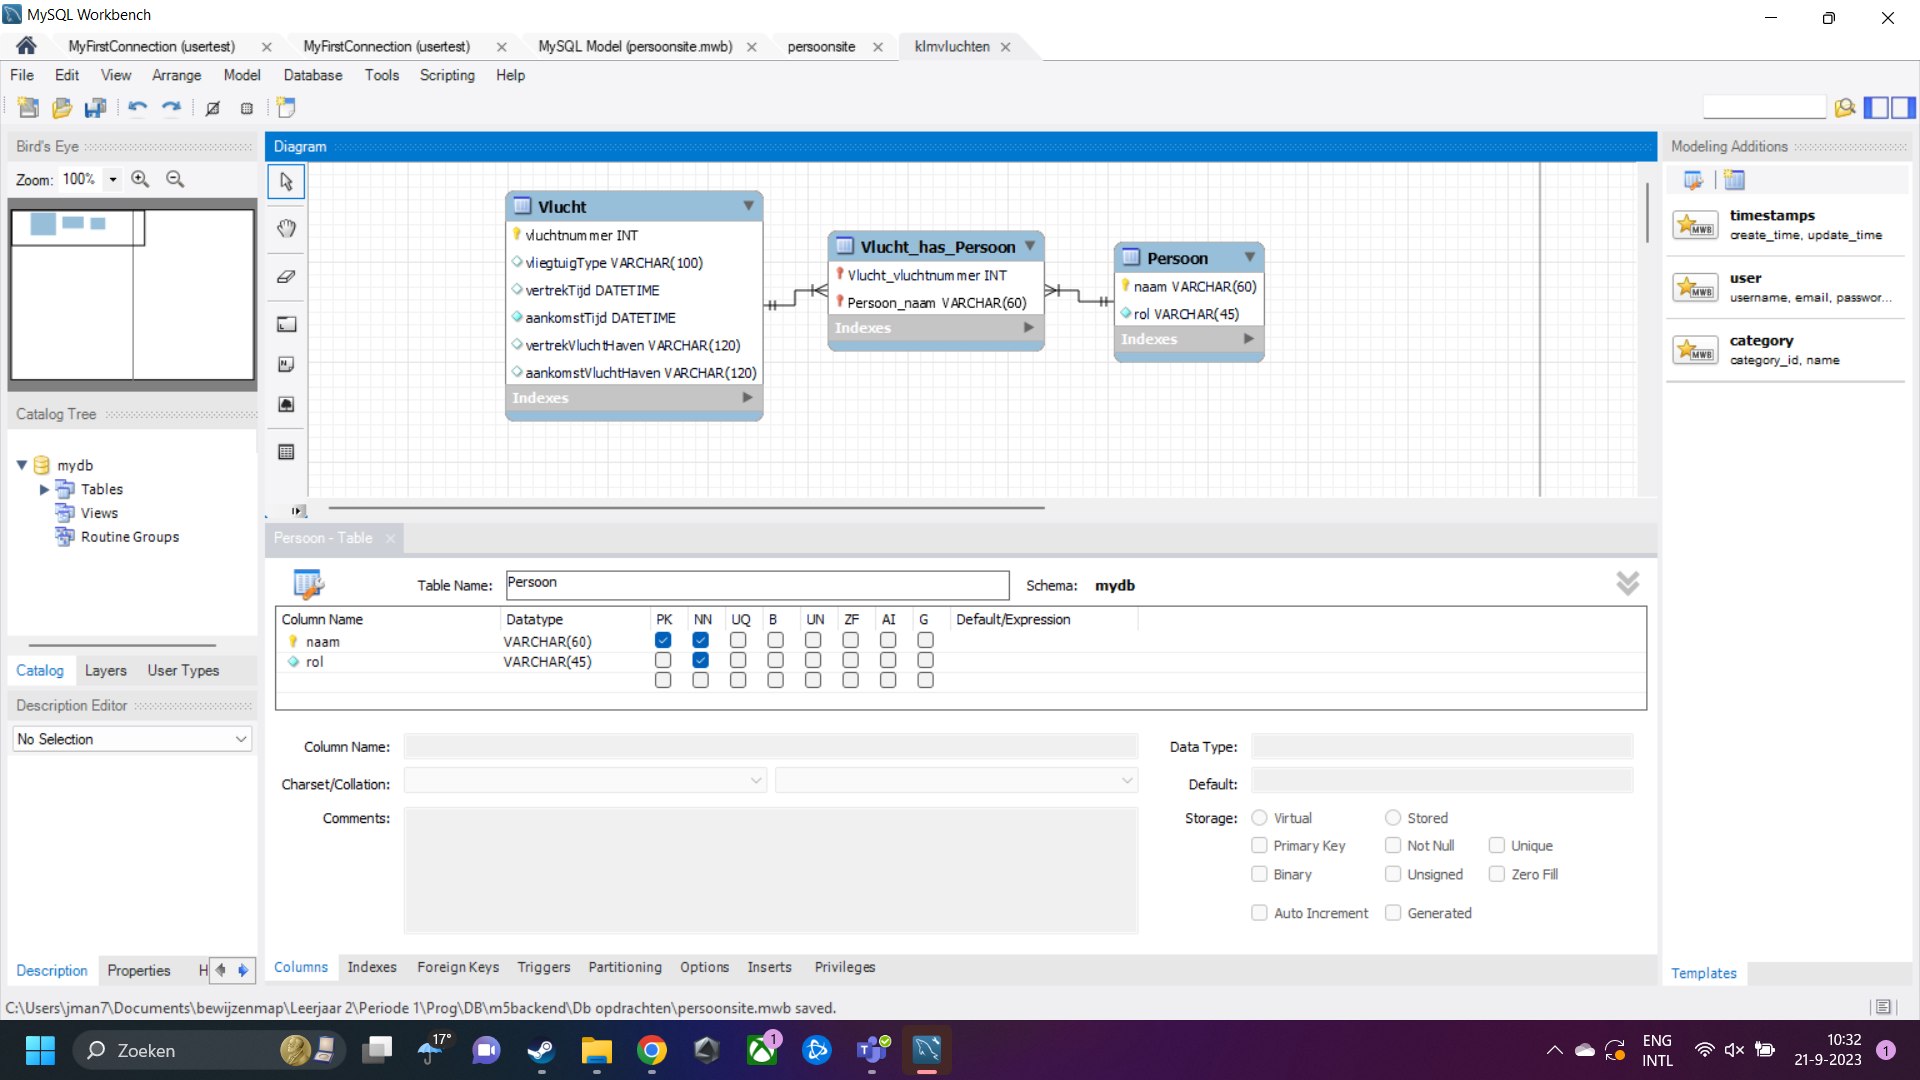 MySQL Workbench
MyFirstConnection (usertest)
MyFirstConnection (usertest)
MySQL Model (persoonsite.mwb)
persoonsite
klmvluchten
File Edit View Arrange Model Database Tools Scripting Help
Bird's Eye
Zoom: 100%
Catalog Tree
mydb
Tables
Views
Routine Groups
Catalog Layers User Types
Description Editor
No Selection
Description Properties H
Diagram
Vlucht
vluchtnummer INT
vliegtuigType VARCHAR(100)
vertrekTijd DATETIME
aankomstTijd DATETIME
vertrekVluchtHaven VARCHAR(120)
aankomstVluchtHaven VARCHAR(120)
Indexes
Vlucht_has_Persoon
Vlucht_vluchtnummer INT
Persoon_naam VARCHAR(60)
Indexes
Persoon
naam VARCHAR(60)
rol VARCHAR(45)
Indexes
Persoon - Table
Table Name: Persoon Schema: mydb
Column Name Datatype PK NN UQ B UN ZF AI G Default/Expression
naam VARCHAR(60)
rol VARCHAR(45)
Column Name: Data Type:
Charset/Collation: Default:
Comments: Storage: Virtual Stored
Primary Key Not Null Unique
Binary Unsigned Zero Fill
Auto Increment Generated
Columns Indexes Foreign Keys Triggers Partitioning Options Inserts Privileges
Modeling Additions
MWB
timestamps
create_time, update_time
MWB
user
username, email, passwor...
MWB
category
category_id, name
Templates
C:\Users\jman7\Documents\bewijzenmap\Leerjaar 2\Periode 1\Prog\DB\m5backend\Db opdrachten\persoonsite.mwb saved.
Zoeken
17°
1
ENG
INTL
10:32
21-9-2023
1